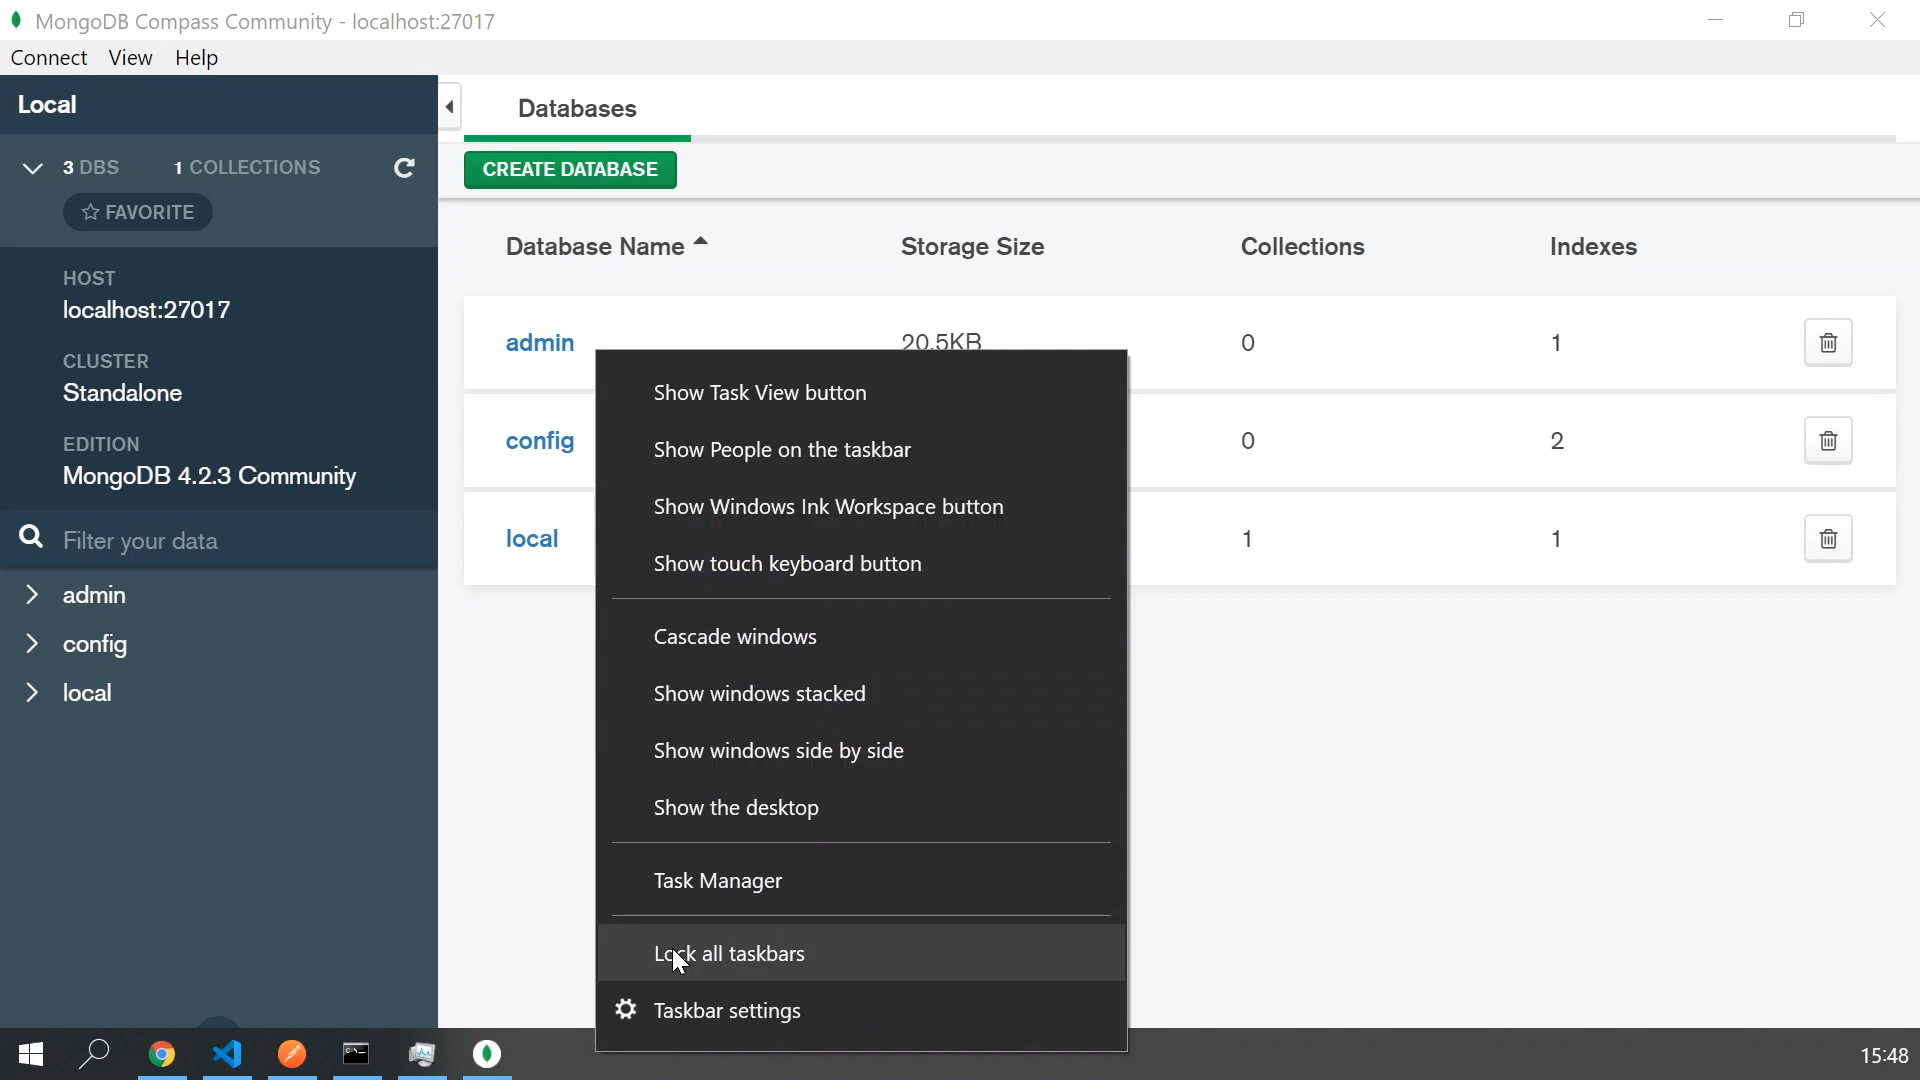 MongoDB Compass Community - localhost:27017
Connect View Help
Local
3 DBS 1 COLLECTIONS
FAVORITE
HOST
localhost:27017
CLUSTER
Standalone
EDITION
MongoDB 4.2.3 Community
Filter your data
admin
config
local
Databases
CREATE DATABASE
Database Name Storage Size Collections Indexes
admin 20.5KB 0 1
config 0 2
local 1 1
Show Task View button
Show People on the taskbar
Show Windows Ink Workspace button
Show touch keyboard button
Cascade windows
Show windows stacked
Show windows side by side
Show the desktop
Task Manager
Lock all taskbars
Taskbar settings
15:48